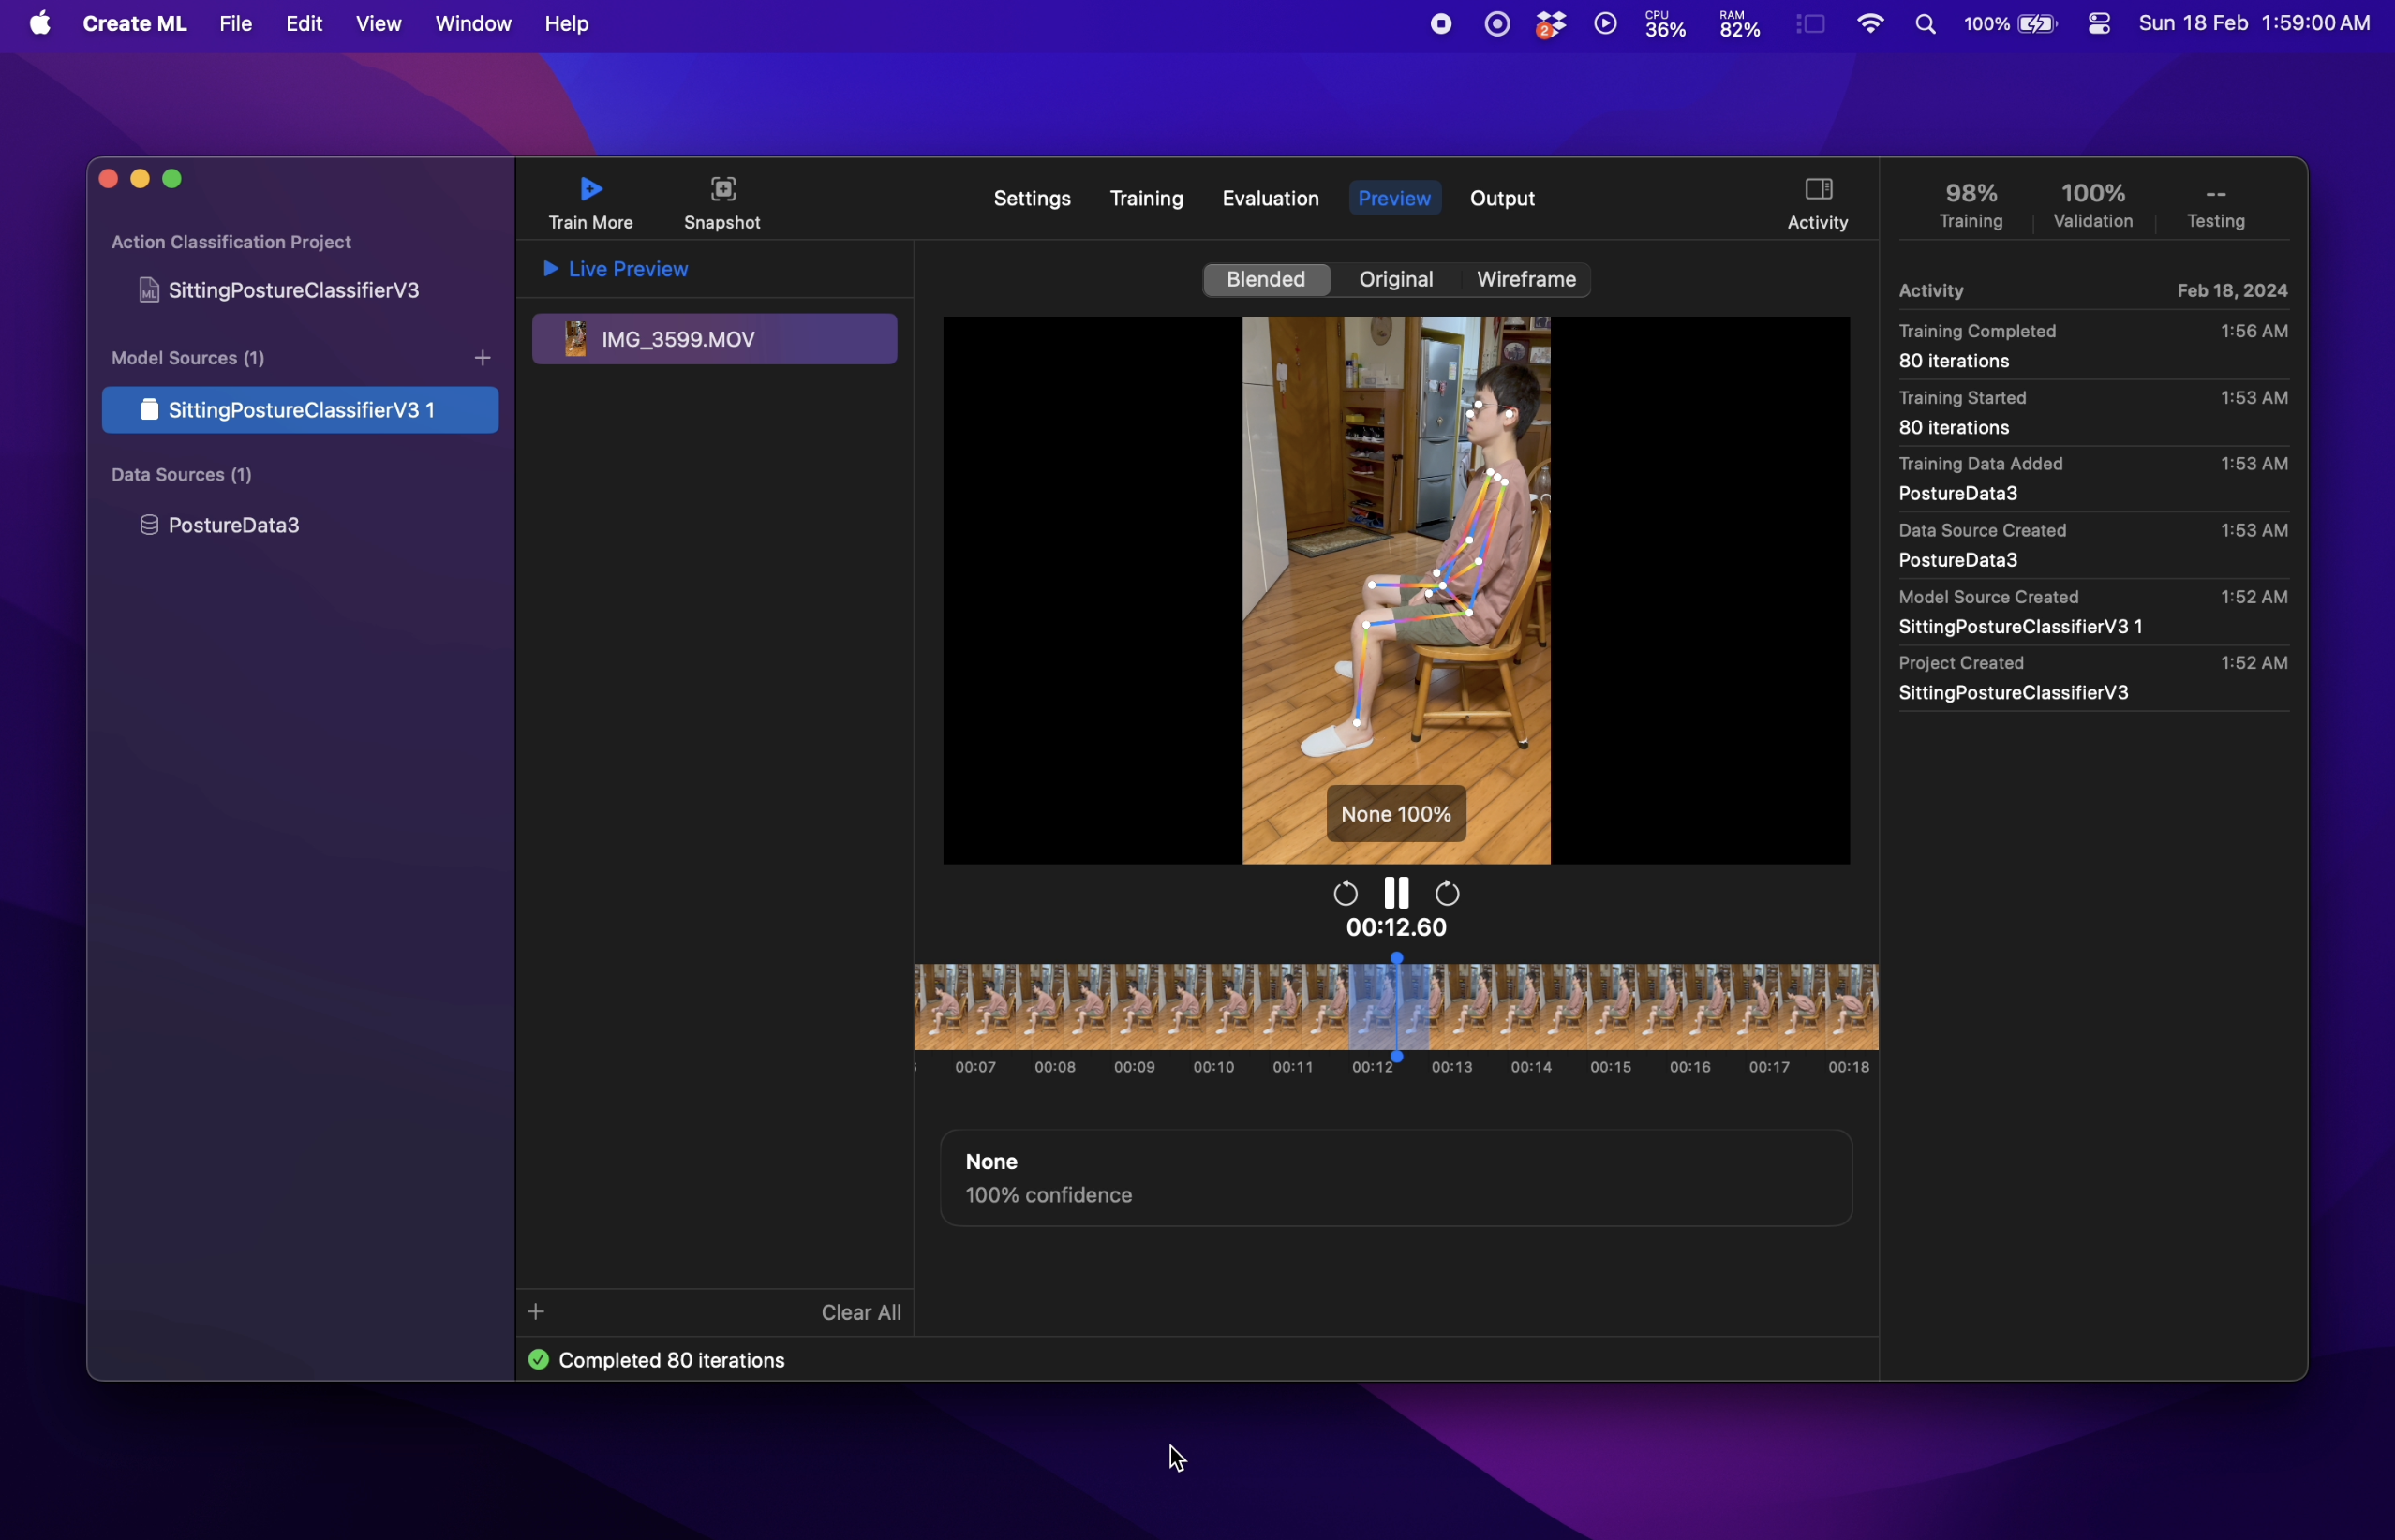 Create ML File Edit View Window Help 2 CPU 36% RAM 82% 100% Sun 18 Feb 1:59:00 AM
Action Classification Project
ML SittingPostureClassifierV3
Model Sources (1)
SittingPostureClassifierV3 1
Data Sources (1)
PostureData3
Train More Snapshot
Settings Training Evaluation Preview Output
Activity
Live Preview
IMG_3599.MOV
Blended Original Wireframe
None 100%
00:12.60
00:07 00:08 00:09 00:10 00:11 00:12 00:13 00:14 00:15 00:16 00:17 00:18
None
100% confidence
Clear All
Completed 80 iterations
98% 100% --
Training Validation Testing
Activity Feb 18, 2024
Training Completed 1:56 AM
80 iterations
Training Started 1:53 AM
80 iterations
Training Data Added 1:53 AM
PostureData3
Data Source Created 1:53 AM
PostureData3
Model Source Created 1:52 AM
SittingPostureClassifierV3 1
Project Created 1:52 AM
SittingPostureClassifierV3